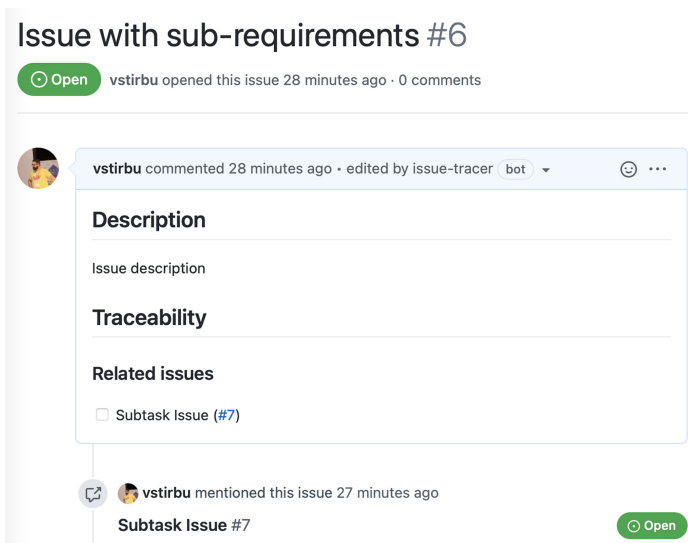 Issue with sub-requirements #6
Open vstirbu opened this issue 28 minutes ago · 0 comments
vstirbu commented 28 minutes ago • edited by issue-tracer bot
Description
Issue description
Traceability
Related issues
Subtask Issue (#7)
vstirbu mentioned this issue 27 minutes ago
Subtask Issue #7 Open